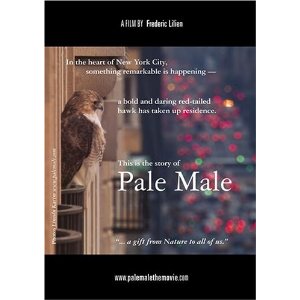 A FILM BY Frederic Lilien
In the heart of New York City,
something remarkable is happening —
a bold and daring red-tailed
hawk has taken up residence.
This is the story of
Pale Male
"... a gift from Nature to all of us."
www.palemalethemovie.com